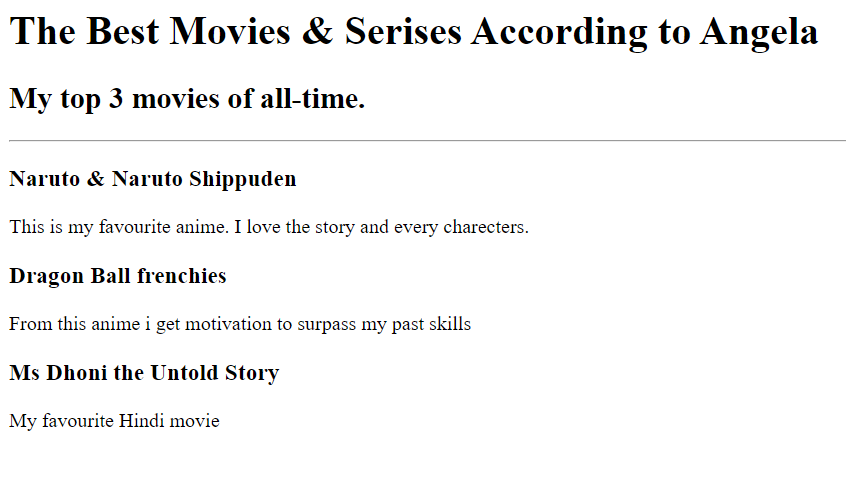 The Best Movies & Serises According to Angela
My top 3 movies of all-time.
Naruto & Naruto Shippuden
This is my favourite anime. I love the story and every charecters.
Dragon Ball frenchies
From this anime i get motivation to surpass my past skills
Ms Dhoni the Untold Story
My favourite Hindi movie